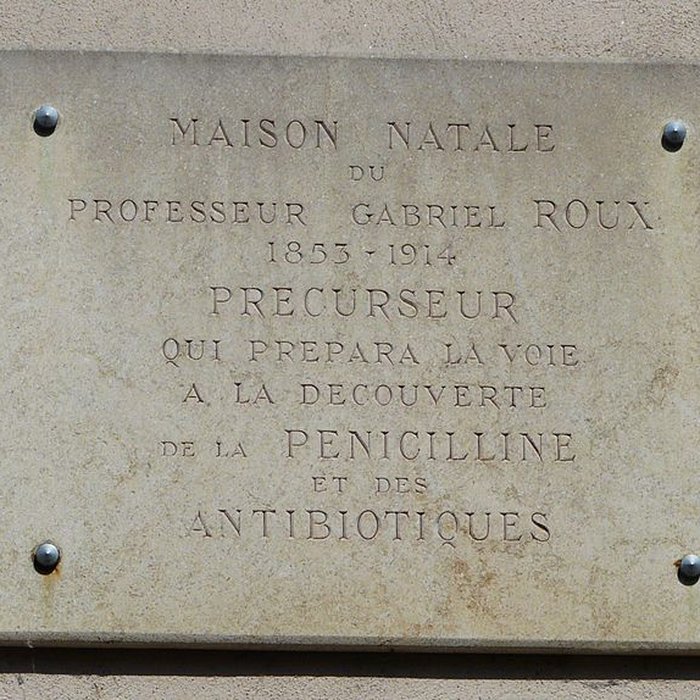 MAISON NATALE
DU
PROFESSEUR GABRIEL ROUX
1853 - 1914
PRECURSEUR
QUI PREPARA LA VOIE
A LA DECOUVERTE
DE LA PENICILLINE
ET DES
ANTIBIOTIQUES